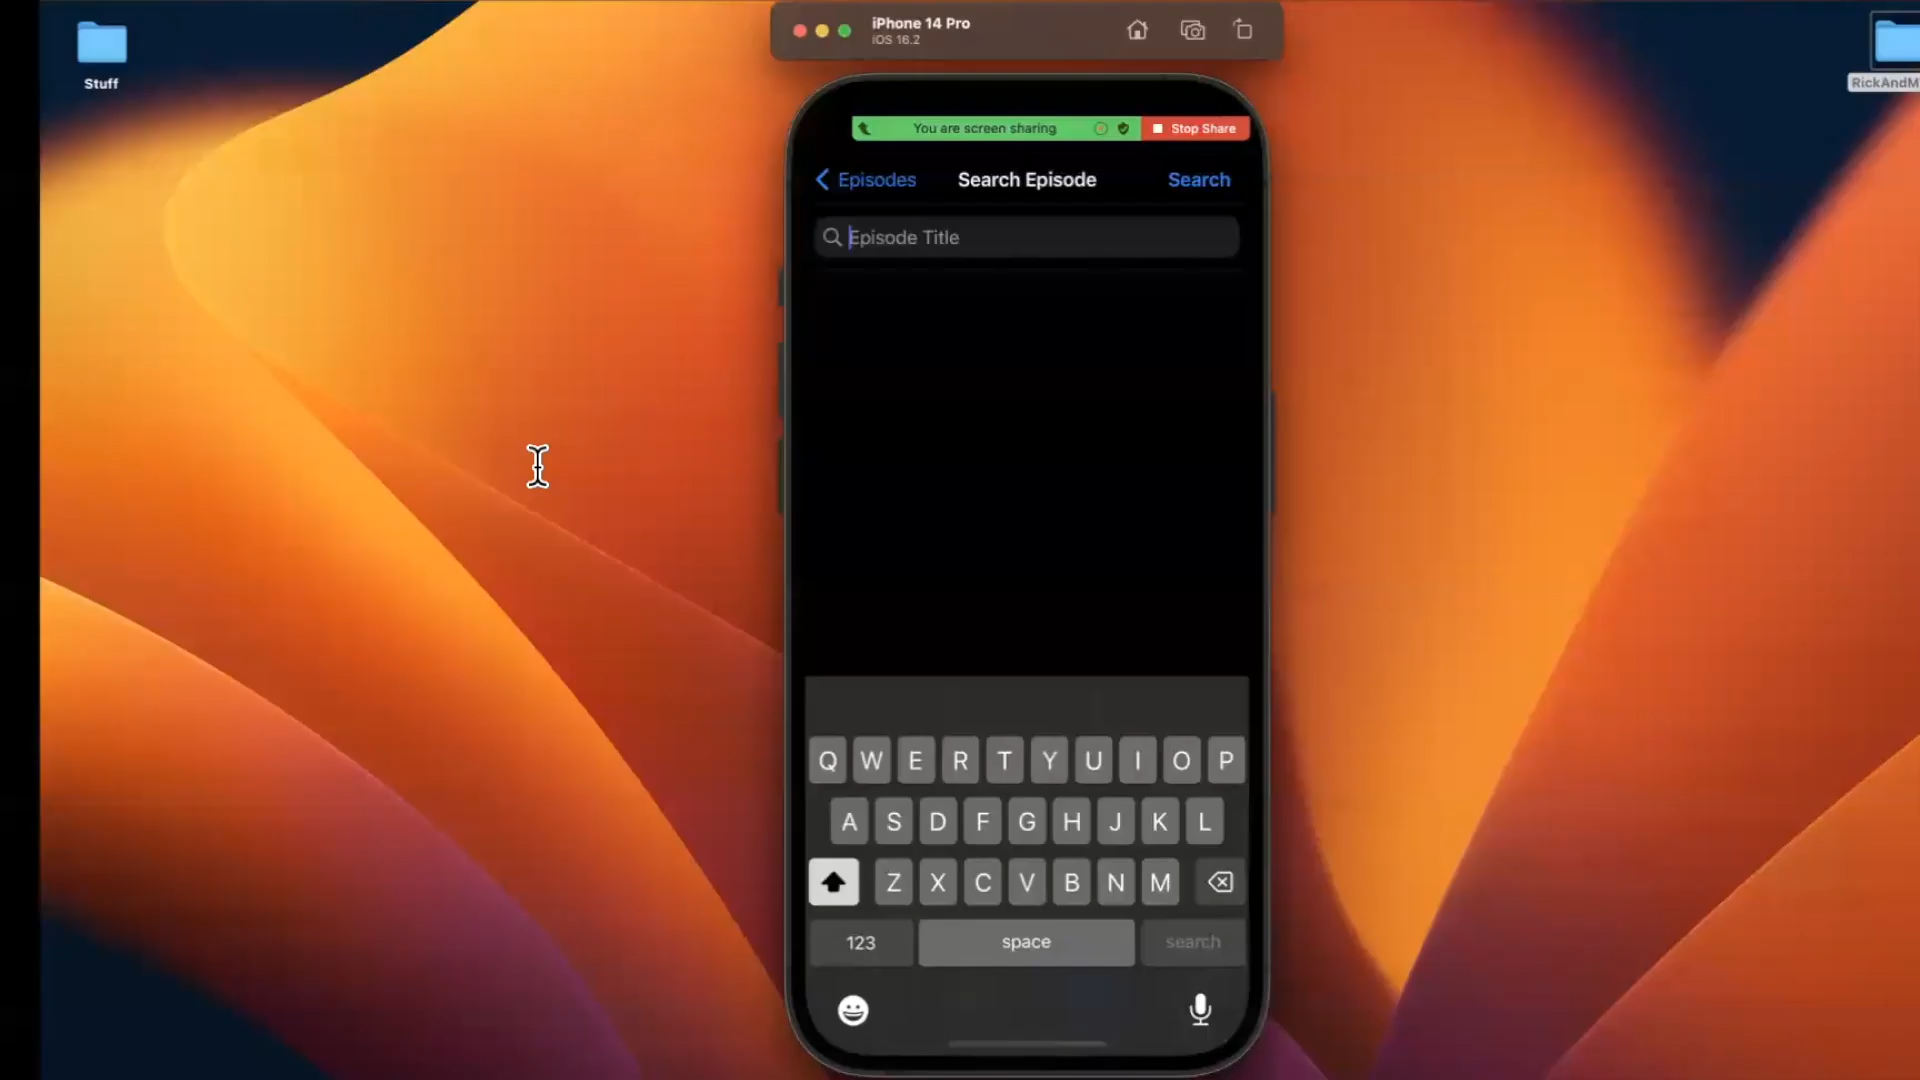 Stuff
iPhone 14 Pro
iOS 16.2
RickAndM
You are screen sharing
Stop Share
Episodes
Search Episode
Search
Episode Title
Q W E R T Y U I O P
A S D F G H J K L
Z X C V B N M
123
space
search